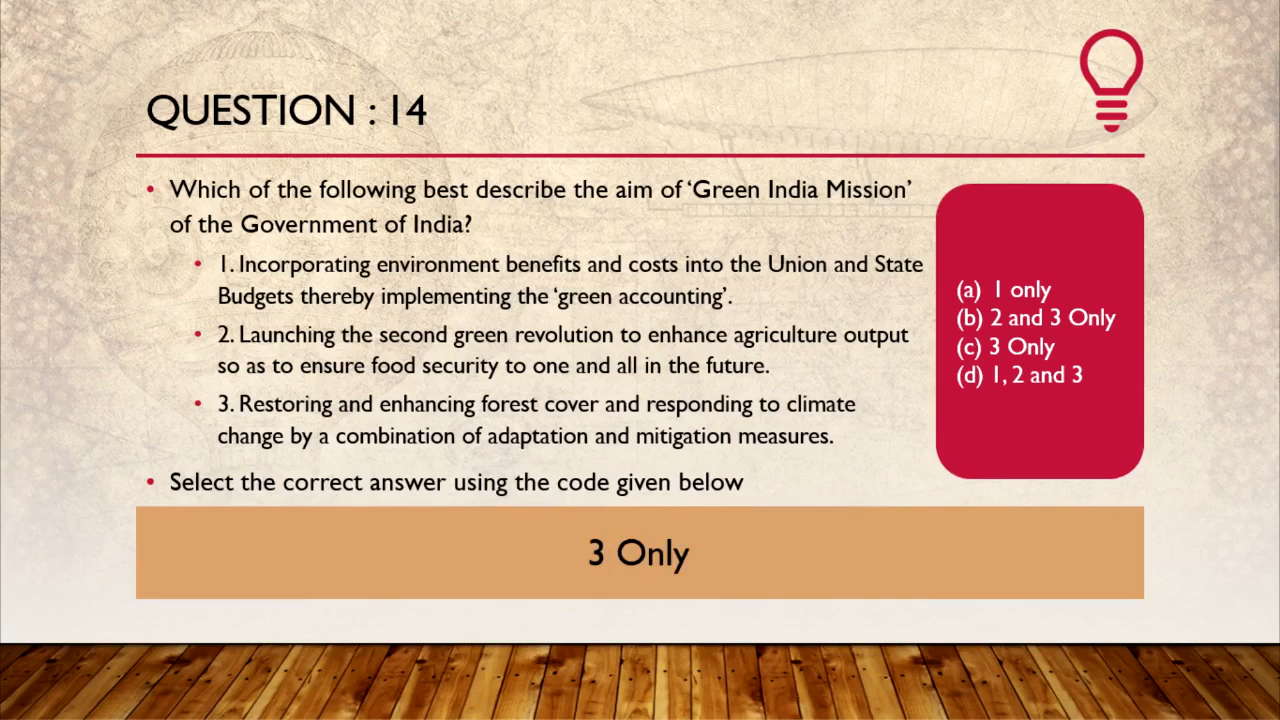 QUESTION : 14
• Which of the following best describe the aim of ‘Green India Mission’
of the Government of India?
• 1. Incorporating environment benefits and costs into the Union and State
Budgets thereby implementing the ‘green accounting’.
• 2. Launching the second green revolution to enhance agriculture output
so as to ensure food security to one and all in the future.
• 3. Restoring and enhancing forest cover and responding to climate
change by a combination of adaptation and mitigation measures.
• Select the correct answer using the code given below
(a) 1 only
(b) 2 and 3 Only
(c) 3 Only
(d) 1, 2 and 3
3 Only